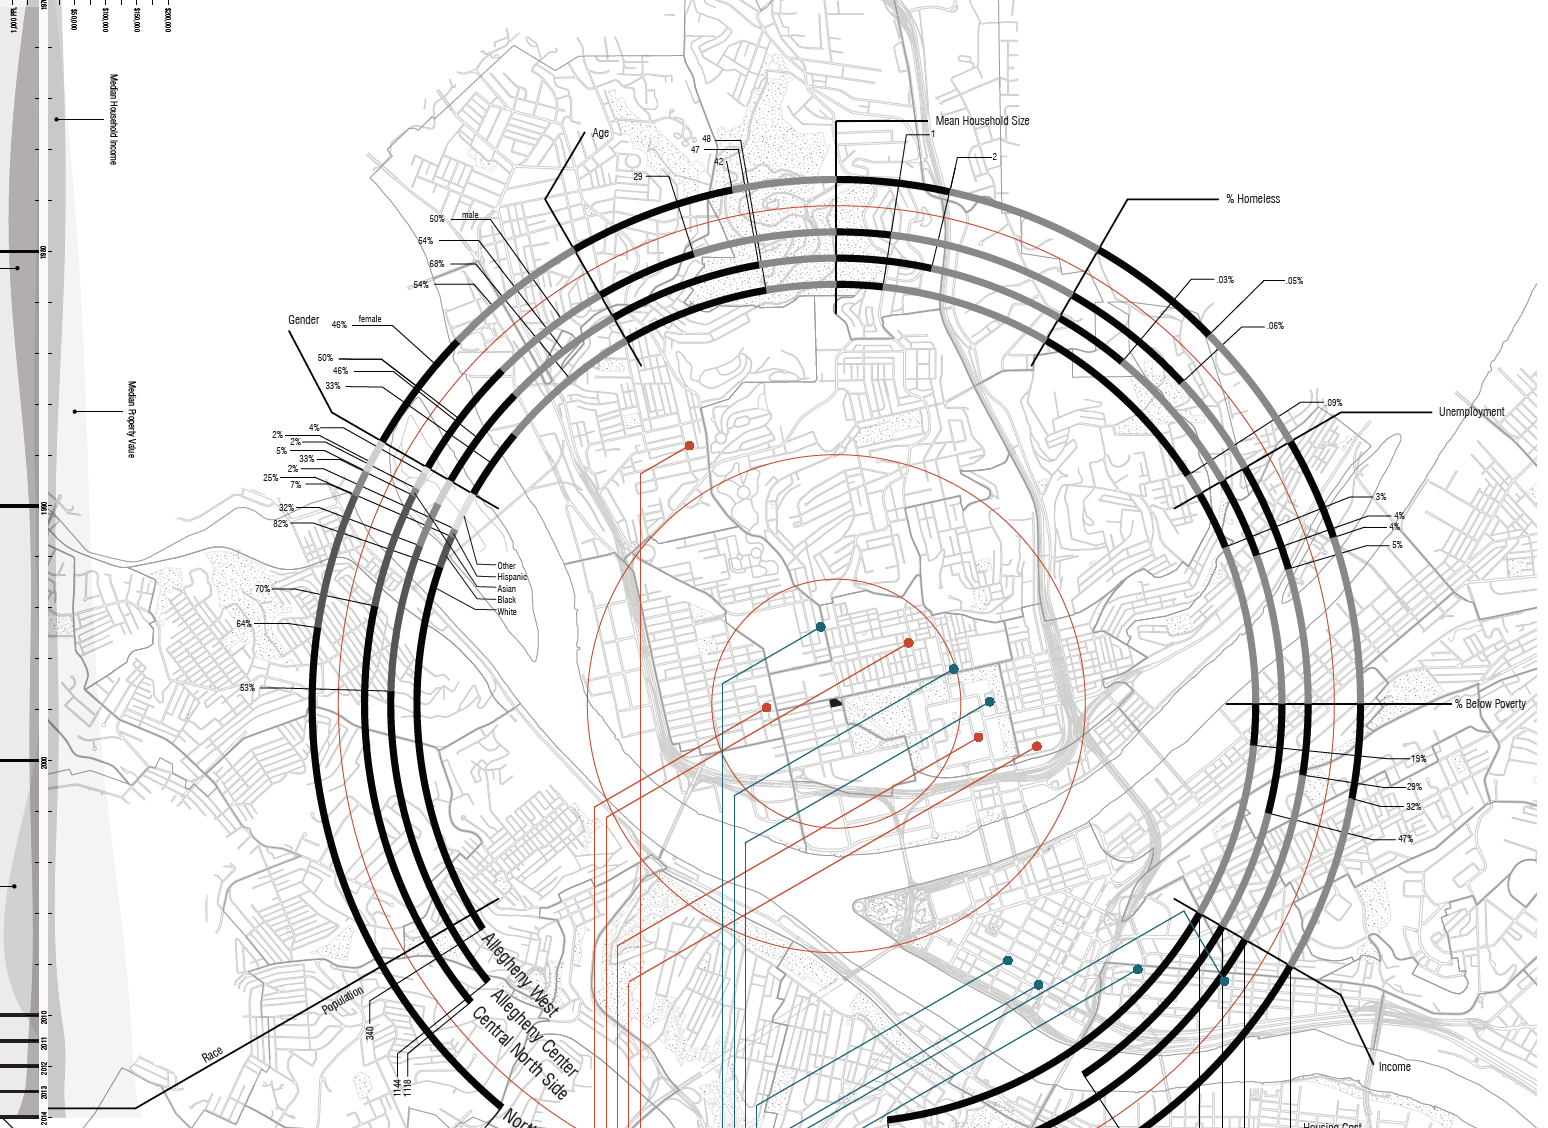 1,000 PPL.
1970
$50,000
$100,000
$150,000
$200,000
Median Household Income
Median Property Value
1980
1990
2000
2010
2011
2012
2013
2014
Mean Household Size
1
2
Age
48
47
42
29
% Homeless
.03%
.05%
.06%
.09%
50% male
54%
68%
54%
Gender
46% female
50%
46%
33%
4%
2%
2%
5%
33%
2%
25%
7%
32%
82%
70%
64%
53%
Other
Hispanic
Asian
Black
White
Unemployment
3%
4%
4%
5%
% Below Poverty
19%
29%
32%
47%
Income
Housing Cost
Race
Population
340
1144
1118
Allegheny West
Allegheny Center
Central North Side
North